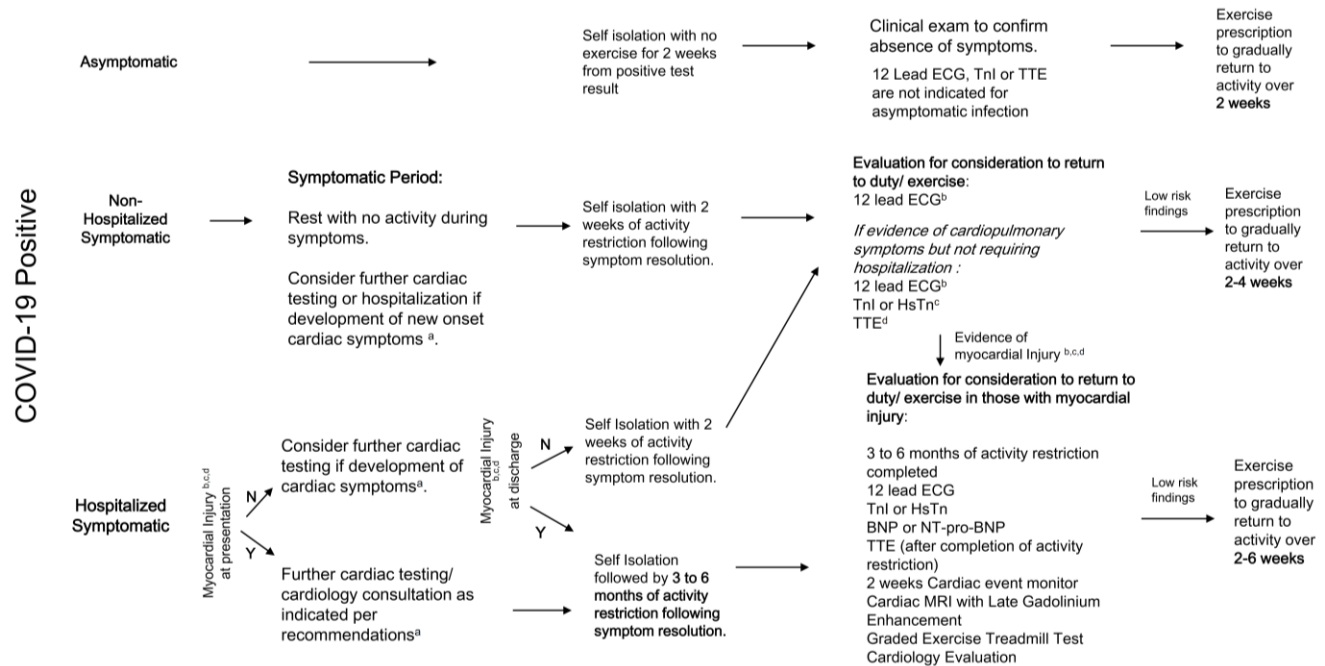 COVID-19 Positive
Asymptomatic
Self isolation with no
exercise for 2 weeks
from positive test
result
Clinical exam to confirm
absence of symptoms.
12 Lead ECG, TnI or TTE
are not indicated for
asymptomatic infection
Exercise
prescription
to gradually
return to
activity over
2 weeks
Non-
Hospitalized
Symptomatic
Symptomatic Period:
Rest with no activity during
symptoms.
Consider further cardiac
testing or hospitalization if
development of new onset
cardiac symptoms a.
Self isolation with 2
weeks of activity
restriction following
symptom resolution.
Evaluation for consideration to return
to duty/ exercise:
12 lead ECGb
If evidence of cardiopulmonary
symptoms but not requiring
hospitalization :
12 lead ECGb
TnI or HsTnc
TTEd
Low risk
findings
Exercise
prescription
to gradually
return to
activity over
2-4 weeks
Evidence of
myocardial Injury b,c,d
Hospitalized
Symptomatic
Myocardial Injury b,c,d
at presentation
N
Y
Consider further cardiac
testing if development of
cardiac symptomsa.
Further cardiac testing/
cardiology consultation as
indicated per
recommendationsa
Myocardial Injury
b,c,d
at discharge
N
Y
Self Isolation with 2
weeks of activity
restriction following
symptom resolution.
Self Isolation
followed by 3 to 6
months of activity
restriction following
symptom resolution.
Evaluation for consideration to return to
duty/ exercise in those with myocardial
injury:
3 to 6 months of activity restriction
completed
12 lead ECG
TnI or HsTn
BNP or NT-pro-BNP
TTE (after completion of activity
restriction)
2 weeks Cardiac event monitor
Cardiac MRI with Late Gadolinium
Enhancement
Graded Exercise Treadmill Test
Cardiology Evaluation
Low risk
findings
Exercise
prescription
to gradually
return to
activity over
2-6 weeks